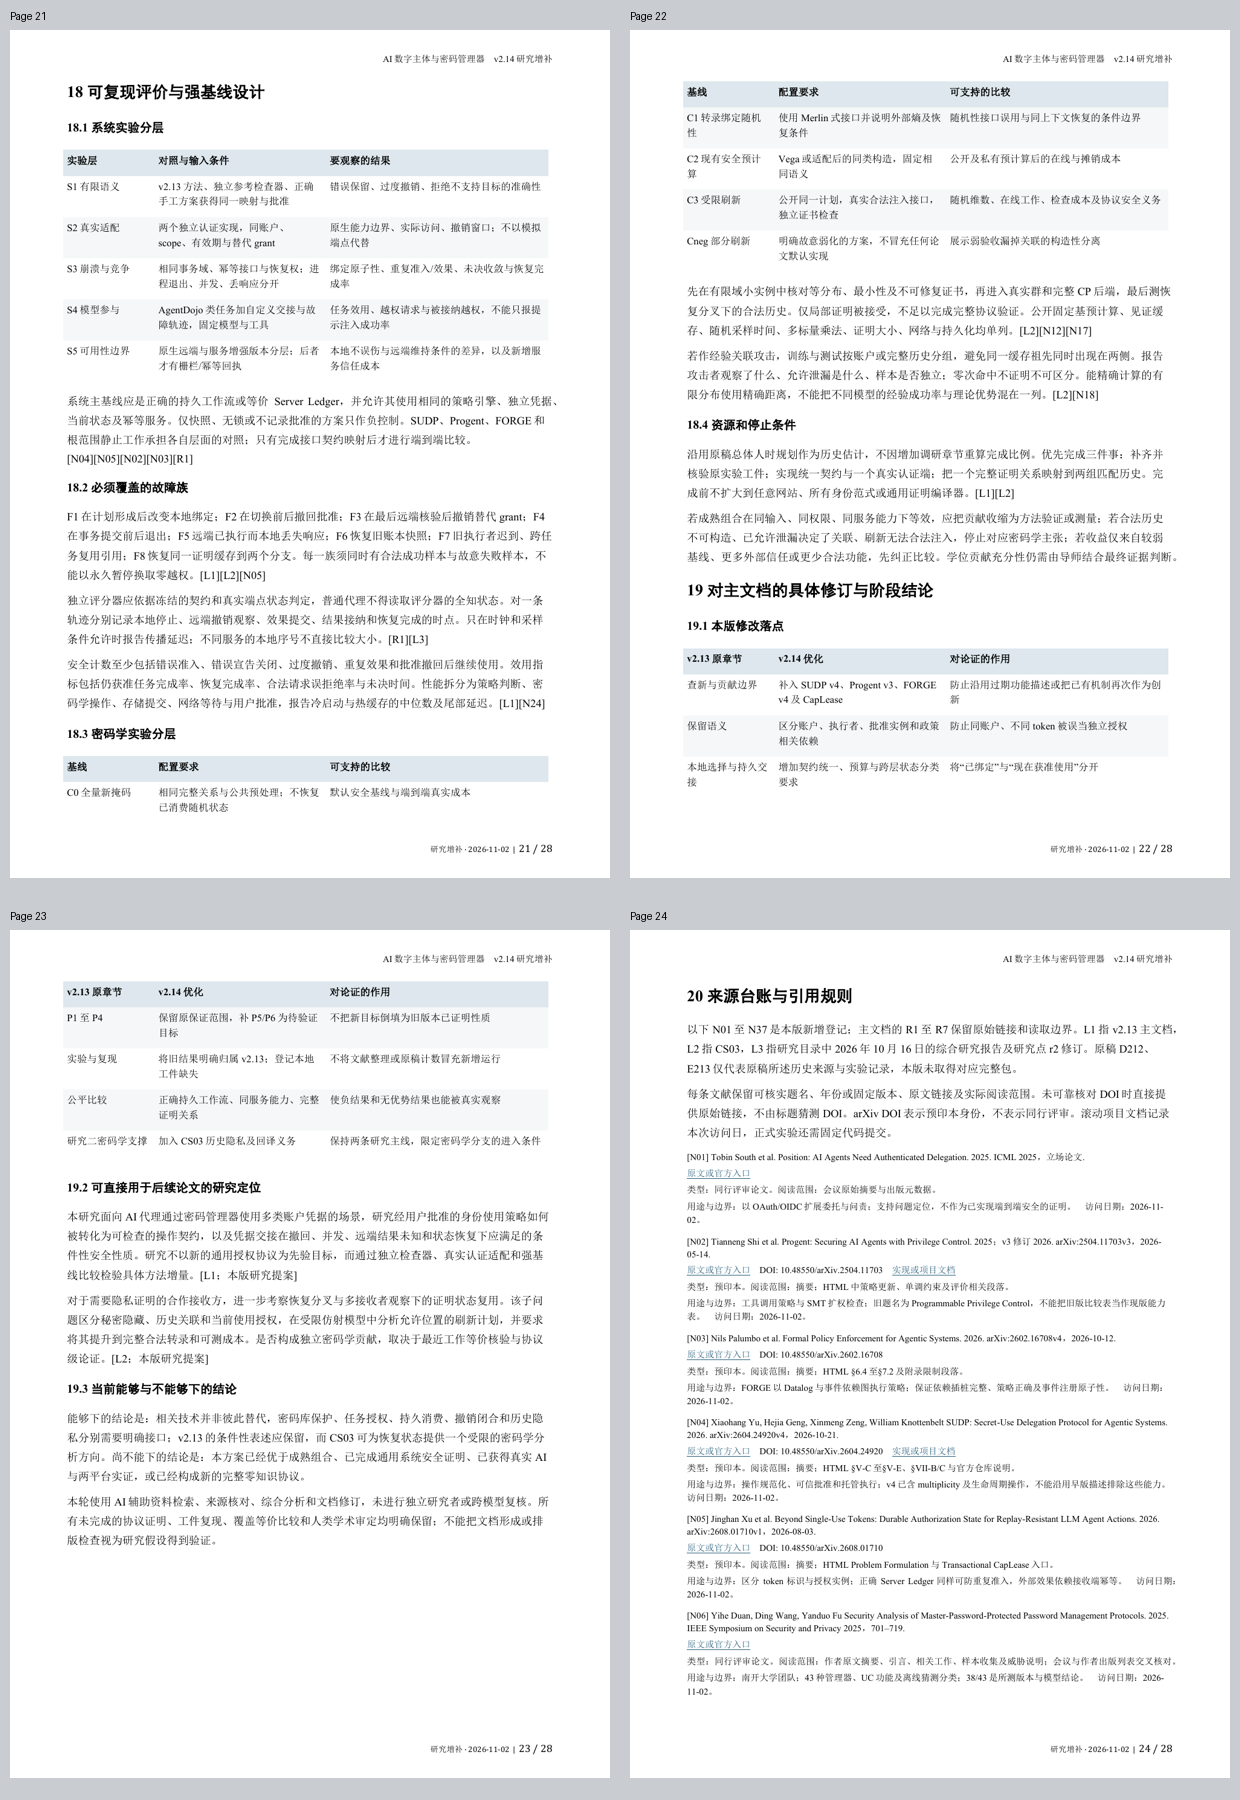 Page 21
AI 数字主体与密码管理器 v2.14 研究增补
18 可复现评价与强基线设计
18.1 系统实验分层
实验层 对照与输入条件 要观察的结果
S1 有限语义 v2.13 方法、独立参考检查器、正确 错误保留、过度撤销、拒绝不支持目标的准确性
手工方案获得同一映射与批准
S2 真实适配 两个独立认证实现，同账户、 原生能力边界、实际访问、撤销窗口；不以模拟
scope、有效期与替代 grant 端点代替
S3 崩溃与竞争 相同事务域、幂等接口与恢复权；进 绑定原子性、重复准入/效果、未决收敛与恢复完
程退出、并发、丢响应分开 成率
S4 模型参与 AgentDojo 类任务加自定义交接与故 任务效用、越权请求与被接纳越权，不能只报提
障轨迹，固定模型与工具 示注入成功率
S5 可用性边界 原生远端与服务增强版本分层；后者 本地不误伤与远端维持条件的差异，以及新增服
才有栅栏/幂等回执 务信任成本
系统主基线应是正确的持久工作流或等价 Server Ledger，并允许其使用相同的策略引擎、独立凭据、
当前状态及幂等服务。仅快照、无锁或不记录批准的方案只作负控制。SUDP、Progent、FORGE 和
根范围静止工作承担各自层面的对照；只有完成接口契约映射后才进行端到端比较。
[N04][N05][N02][N03][R1]
18.2 必须覆盖的故障族
F1 在计划形成后改变本地绑定；F2 在切换前后撤回批准；F3 在最后远端核验后撤销替代 grant；F4
在事务提交前后退出；F5 远端已执行而本地丢失响应；F6 恢复旧账本快照；F7 旧执行者迟到、跨任
务复用引用；F8 恢复同一证明缓存到两个分支。每一族须同时有合法成功样本与故意失败样本，不
能以永久暂停换取零越权。[L1][L2][N05]
独立评分器应依据冻结的契约和真实端点状态判定，普通代理不得读取评分器的全知状态。对一条
轨迹分别记录本地停止、远端撤销观察、效果提交、结果接纳和恢复完成的时点。只在时钟和采样
条件允许时报告传播延迟；不同服务的本地序号不直接比较大小。[R1][L3]
安全计数至少包括错误准入、错误宣告关闭、过度撤销、重复效果和批准撤回后继续使用。效用指
标包括仍获准任务完成率、恢复完成率、合法请求误拒绝率与未决时间。性能拆分为策略判断、密
码学操作、存储提交、网络等待与用户批准，报告冷启动与热缓存的中位数及尾部延迟。[L1][N24]
18.3 密码学实验分层
基线 配置要求 可支持的比较
C0 全量新掩码 相同完整关系与公共预处理；不恢复 默认安全基线与端到端真实成本
已消费随机状态
研究增补 · 2026-11-02 | 21 / 28
Page 22
AI 数字主体与密码管理器 v2.14 研究增补
基线 配置要求 可支持的比较
C1 转录绑定随机 使用 Merlin 式接口并说明外部熵及恢 随机性接口误用与同上下文恢复的条件边界
性 复条件
C2 现有安全预计 Vega 或适配后的同类构造，固定相 公开及私有预计算后的在线与摊销成本
算 同语义
C3 受限刷新 公开同一计划，真实合法注入接口， 随机维数、在线工作、检查成本及协议安全义务
独立证书检查
Cneg 部分刷新 明确故意弱化的方案，不冒充任何论 展示弱验收漏掉关联的构造性分离
文默认实现
先在有限域小实例中核对等分布、最小性及不可修复证书，再进入真实群和完整 CP 后端，最后测恢
复分叉下的合法历史。仅局部证明被接受，不足以完成完整协议验证。公开固定基预计算、见证缓
存、随机采样时间、多标量乘法、证明大小、网络与持久化均单列。[L2][N12][N17]
若作经验关联攻击，训练与测试按账户或完整历史分组，避免同一缓存祖先同时出现在两侧。报告
攻击者观察了什么、允许泄漏是什么、样本是否独立；零次命中不证明不可区分。能精确计算的有
限分布使用精确距离，不能把不同模型的经验成功率与理论优势混在一列。[L2][N18]
18.4 资源和停止条件
沿用原稿总体人时规划作为历史估计，不因增加调研章节重算完成比例。优先完成三件事：补齐并
核验原实验工件；实现统一契约与一个真实认证端；把一个完整证明关系映射到两组匹配历史。完
成前不扩大到任意网站、所有身份范式或通用证明编译器。[L1][L2]
若成熟组合在同输入、同权限、同服务能力下等效，应把贡献收缩为方法验证或测量；若合法历史
不可构造、已允许泄漏决定了关联、刷新无法合法注入，停止对应密码学主张；若收益仅来自较弱
基线、更多外部信任或更少合法功能，先纠正比较。学位贡献充分性仍需由导师结合最终证据判断。
19 对主文档的具体修订与阶段结论
19.1 本版修改落点
v2.13 原章节 v2.14 优化 对论证的作用
查新与贡献边界 补入 SUDP v4、Progent v3、FORGE 防止沿用过期功能描述或把已有机制再次作为创
v4 及 CapLease 新
保留语义 区分账户、执行者、批准实例和政策 防止同账户、不同 token 被误当独立授权
相关依赖
本地选择与持久交 增加契约统一、预算与跨层状态分类 将“已绑定”与“现在获准使用”分开
接 要求
研究增补 · 2026-11-02 | 22 / 28
Page 23
AI 数字主体与密码管理器 v2.14 研究增补
v2.13 原章节 v2.14 优化 对论证的作用
P1 至 P4 保留原保证范围，补 P5/P6 为待验证 不把新目标倒填为旧版本已证明性质
目标
实验与复现 将旧结果明确归属 v2.13；登记本地 不将文献整理或原稿计数冒充新增运行
工件缺失
公平比较 正确持久工作流、同服务能力、完整 使负结果和无优势结果也能被真实观察
证明关系
研究二密码学支撑 加入 CS03 历史隐私及回译义务 保持两条研究主线，限定密码学分支的进入条件
19.2 可直接用于后续论文的研究定位
本研究面向 AI 代理通过密码管理器使用多类账户凭据的场景，研究经用户批准的身份使用策略如何
被转化为可检查的操作契约，以及凭据交接在撤回、并发、远端结果未知和状态恢复下应满足的条
件性安全性质。研究不以新的通用授权协议为先验目标，而通过独立检查器、真实认证适配和强基
线比较检验具体方法增量。[L1；本版研究提案]
对于需要隐私证明的合作接收方，进一步考察恢复分叉与多接收者观察下的证明状态复用。该子问
题区分秘密隐藏、历史关联和当前使用授权，在受限仿射模型中分析允许位置的刷新计划，并要求
将其提升到完整合法转录和可测成本。是否构成独立密码学贡献，取决于最近工作等价核验与协议
级论证。[L2；本版研究提案]
19.3 当前能够与不能够下的结论
能够下的结论是：相关技术并非彼此替代，密码库保护、任务授权、持久消费、撤销闭合和历史隐
私分别需要明确接口；v2.13 的条件性表述应保留，而 CS03 可为恢复状态提供一个受限的密码学分
析方向。尚不能下的结论是：本方案已经优于成熟组合、已完成通用系统安全证明、已获得真实 AI
与两平台实证，或已经构成新的完整零知识协议。
本轮使用 AI 辅助资料检索、来源核对、综合分析和文档修订，未进行独立研究者或跨模型复核。所
有未完成的协议证明、工件复现、覆盖等价比较和人类学术审定均明确保留；不能把文档形成或排
版检查视为研究假设得到验证。
研究增补 · 2026-11-02 | 23 / 28
Page 24
AI 数字主体与密码管理器 v2.14 研究增补
20 来源台账与引用规则
以下 N01 至 N37 是本版新增登记；主文档的 R1 至 R7 保留原始链接和读取边界。L1 指 v2.13 主文档，
L2 指 CS03，L3 指研究目录中 2026 年 10 月 16 日的综合研究报告及研究点 r2 修订。原稿 D212、
E213 仅代表原稿所述历史来源与实验记录，本版未取得对应完整包。
每条文献保留可核实题名、年份或固定版本、原文链接及实际阅读范围。未可靠核对 DOI 时直接提
供原始链接，不由标题猜测 DOI。arXiv DOI 表示预印本身份，不表示同行评审。滚动项目文档记录
本次访问日，正式实验还需固定代码提交。
[N01] Tobin South et al. Position: AI Agents Need Authenticated Delegation. 2025. ICML 2025，立场论文.
原文或官方入口
类型：同行评审论文。阅读范围：会议原始摘要与出版元数据。
用途与边界：以 OAuth/OIDC 扩展委托与问责；支持问题定位，不作为已实现端到端安全的证明。 访问日期：2026-11-
02。
[N02] Tianneng Shi et al. Progent: Securing AI Agents with Privilege Control. 2025；v3 修订 2026. arXiv:2504.11703v3，2026-
05-14.
原文或官方入口 DOI: 10.48550/arXiv.2504.11703 实现或项目文档
类型：预印本。阅读范围：摘要；HTML 中策略更新、单调约束及评价相关段落。
用途与边界：工具调用策略与 SMT 扩权检查；旧题名为 Programmable Privilege Control，不能把旧版比较表当作现版能力
表。 访问日期：2026-11-02。
[N03] Nils Palumbo et al. Formal Policy Enforcement for Agentic Systems. 2026. arXiv:2602.16708v4，2026-10-12.
原文或官方入口 DOI: 10.48550/arXiv.2602.16708
类型：预印本。阅读范围：摘要；HTML §6.4 至§7.2 及附录限制段落。
用途与边界：FORGE 以 Datalog 与事件依赖图执行策略；保证依赖插桩完整、策略正确及事件注册原子性。 访问日期：
2026-11-02。
[N04] Xiaohang Yu, Hejia Geng, Xinmeng Zeng, William Knottenbelt SUDP: Secret-Use Delegation Protocol for Agentic Systems.
2026. arXiv:2604.24920v4，2026-10-21.
原文或官方入口 DOI: 10.48550/arXiv.2604.24920 实现或项目文档
类型：预印本。阅读范围：摘要；HTML §V-C 至§V-E、§VII-B/C 与官方仓库说明。
用途与边界：操作规范化、可信批准和托管执行；v4 已含 multiplicity 及生命周期操作，不能沿用早版描述排除这些能力。
访问日期：2026-11-02。
[N05] Jinghan Xu et al. Beyond Single-Use Tokens: Durable Authorization State for Replay-Resistant LLM Agent Actions. 2026.
arXiv:2608.01710v1，2026-08-03.
原文或官方入口 DOI: 10.48550/arXiv.2608.01710
类型：预印本。阅读范围：摘要；HTML Problem Formulation 与 Transactional CapLease 入口。
用途与边界：区分 token 标识与授权实例；正确 Server Ledger 同样可防重复准入，外部效果依赖接收端幂等。 访问日期：
2026-11-02。
[N06] Yihe Duan, Ding Wang, Yanduo Fu Security Analysis of Master-Password-Protected Password Management Protocols. 2025.
IEEE Symposium on Security and Privacy 2025，701–719.
原文或官方入口
类型：同行评审论文。阅读范围：作者原文摘要、引言、相关工作、样本收集及威胁说明；会议与作者出版列表交叉核对。
用途与边界：南开大学团队；43 种管理器、UC 功能及离线猜测分类；38/43 是所测版本与模型结论。 访问日期：2026-
11-02。
研究增补 · 2026-11-02 | 24 / 28